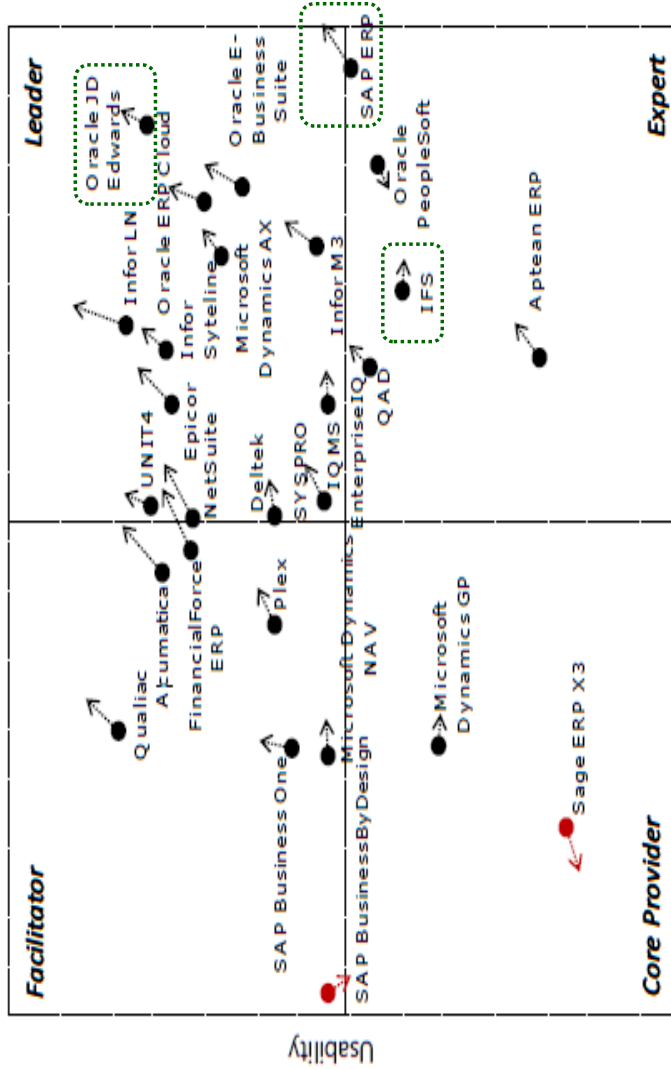 Facilitator
Leader
Qualiac
Acumatica
FinancialForce
ERP
UNIT4
Epicor
NetSuite
Infor LN
Oracle ERP Cloud
Oracle JD
Edwards
Infor
Syteline
Microsoft
Dynamics AX
Oracle E-
Business
Suite
SAP Business One
Plex
Deltek
SYSPRO
IQMS
EnterpriseIQ
Infor M3
SAP ERP
SAP BusinessByDesign
Microsoft Dynamics
NAV
QAD
IFS
Oracle
PeopleSoft
Microsoft
Dynamics GP
Aptean ERP
Sage ERP X3
Core Provider
Expert
Usability